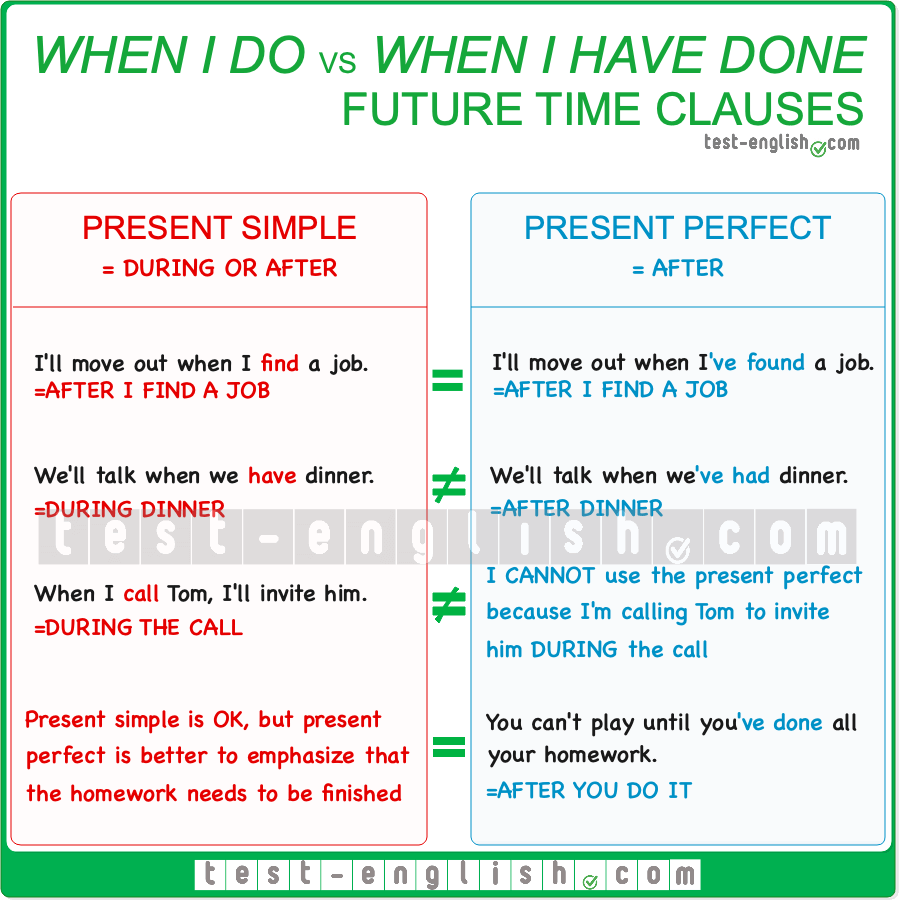 WHEN I DO vs WHEN I HAVE DONE
FUTURE TIME CLAUSES
test-english.com
PRESENT SIMPLE
= DURING OR AFTER
I'll move out when I find a job.
=AFTER I FIND A JOB
We'll talk when we have dinner.
=DURING DINNER
When I call Tom, I'll invite him.
=DURING THE CALL
Present simple is OK, but present
perfect is better to emphasize that
the homework needs to be finished
=
≠
≠
=
PRESENT PERFECT
= AFTER
I'll move out when I've found a job.
=AFTER I FIND A JOB
We'll talk when we've had dinner.
=AFTER DINNER
I CANNOT use the present perfect
because I'm calling Tom to invite
him DURING the call
You can't play until you've done all
your homework.
=AFTER YOU DO IT
test-english.com
test-english.com